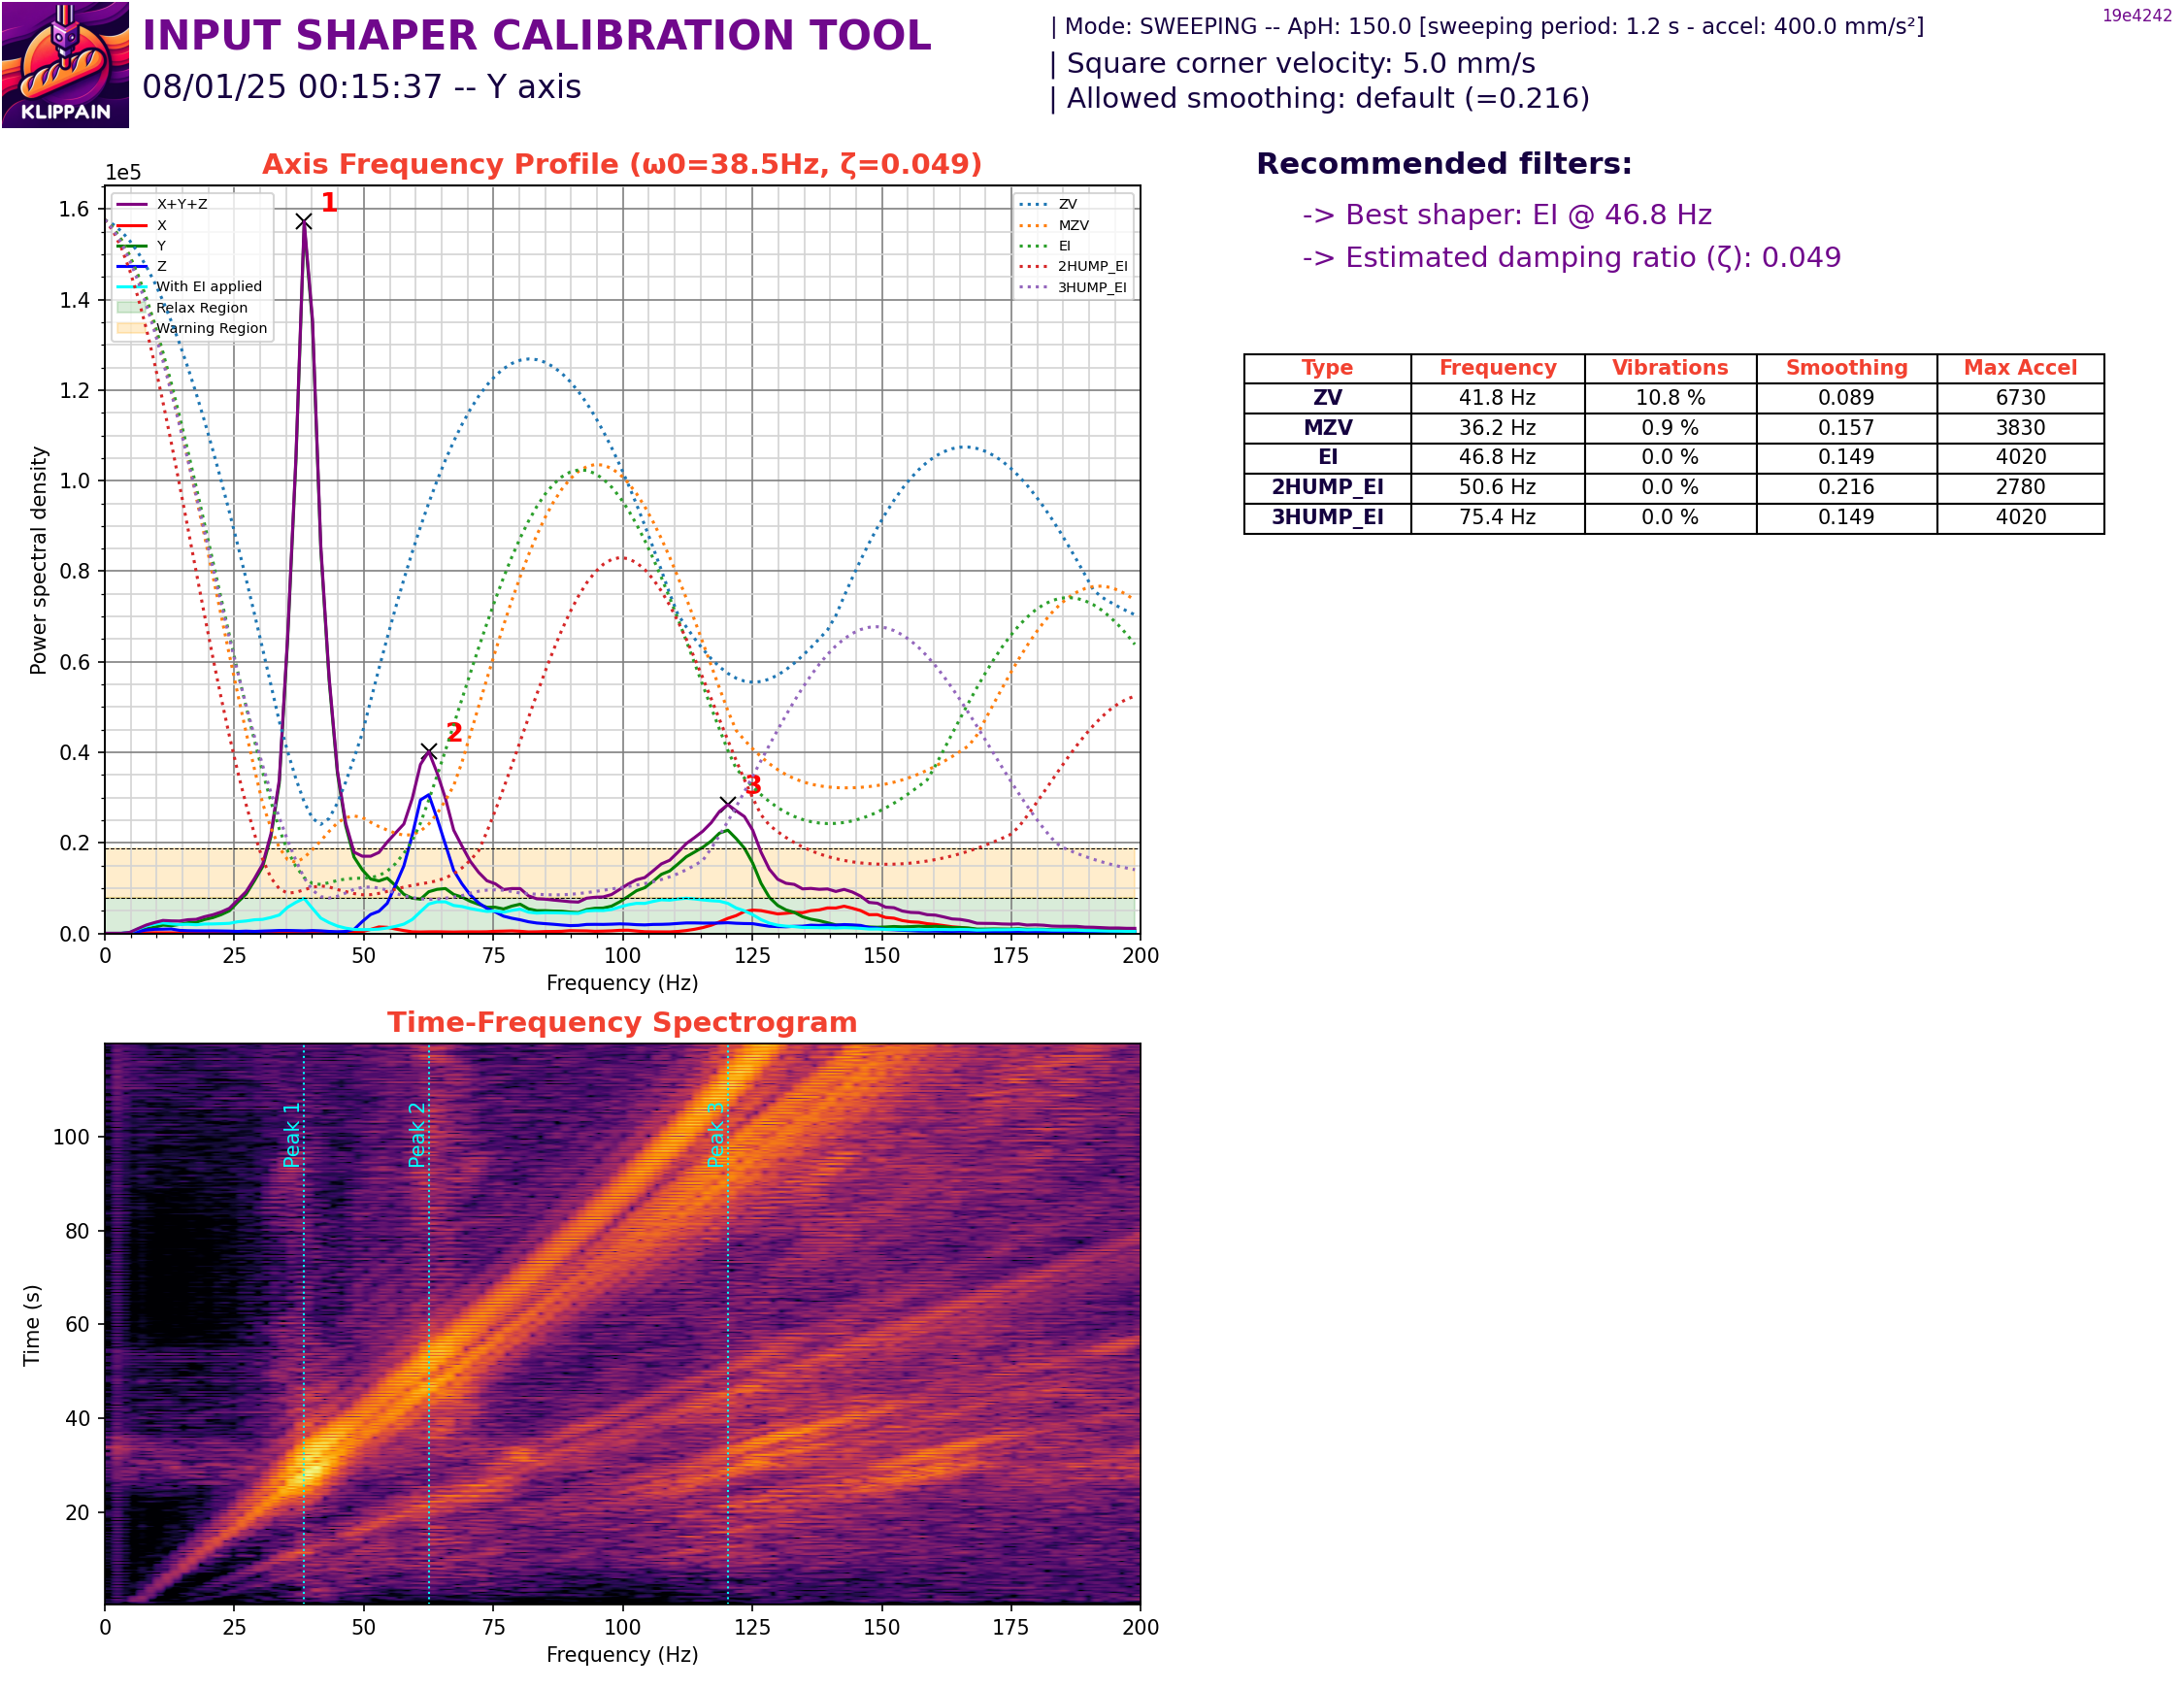 KLIPPAIN
INPUT SHAPER CALIBRATION TOOL
08/01/25 00:15:37 -- Y axis
| Mode: SWEEPING -- ApH: 150.0 [sweeping period: 1.2 s - accel: 400.0 mm/s²]
| Square corner velocity: 5.0 mm/s
| Allowed smoothing: default (=0.216)
19e4242
Axis Frequency Profile (ω0=38.5Hz, ζ=0.049)
1e5
1.6
1.4
1.2
1.0
0.8
0.6
0.4
0.2
0.0
Power spectral density
X+Y+Z
X
Y
Z
With EI applied
Relax Region
Warning Region
ZV
MZV
EI
2HUMP_EI
3HUMP_EI
1
2
3
0 25 50 75 100 125 150 175 200
Frequency (Hz)
Recommended filters:
-> Best shaper: EI @ 46.8 Hz
-> Estimated damping ratio (ζ): 0.049
Type Frequency Vibrations Smoothing Max Accel
ZV 41.8 Hz 10.8 % 0.089 6730
MZV 36.2 Hz 0.9 % 0.157 3830
EI 46.8 Hz 0.0 % 0.149 4020
2HUMP_EI 50.6 Hz 0.0 % 0.216 2780
3HUMP_EI 75.4 Hz 0.0 % 0.149 4020
Time-Frequency Spectrogram
100
80
60
40
20
Time (s)
Peak 1
Peak 2
Peak 3
0 25 50 75 100 125 150 175 200
Frequency (Hz)